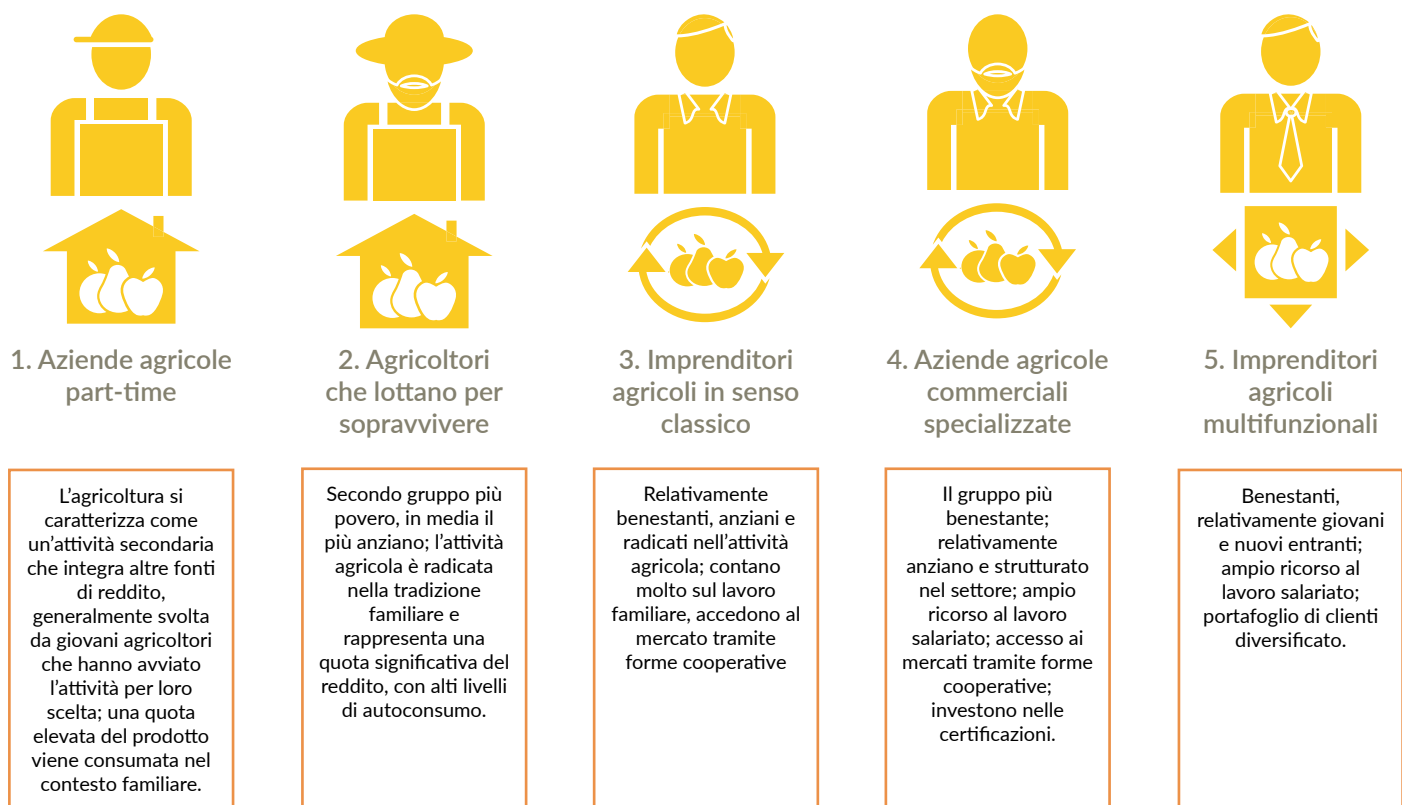 1. Aziende agricole
part-time
2. Agricoltori
che lottano per
sopravvivere
3. Imprenditori
agricoli in senso
classico
4. Aziende agricole
commerciali
specializzate
5. Imprenditori
agricoli
multifunzionali
L'agricoltura si
caratterizza come
un'attività secondaria
che integra altre fonti
di reddito,
generalmente svolta
da giovani agricoltori
che hanno avviato
l'attività per loro
scelta; una quota
elevata del prodotto
viene consumata nel
contesto familiare.
Secondo gruppo più
povero, in media il
più anziano; l'attività
agricola è radicata
nella tradizione
familiare e
rappresenta una
quota significativa del
reddito, con alti livelli
di autoconsumo.
Relativamente
benestanti, anziani e
radicati nell'attività
agricola; contano
molto sul lavoro
familiare, accedono al
mercato tramite
forme cooperative
Il gruppo più
benestante;
relativamente
anziano e strutturato
nel settore; ampio
ricorso al lavoro
salariato; accesso ai
mercati tramite forme
cooperative;
investono nelle
certificazioni.
Benestanti,
relativamente giovani
e nuovi entranti;
ampio ricorso al
lavoro salariato;
portafoglio di clienti
diversificato.